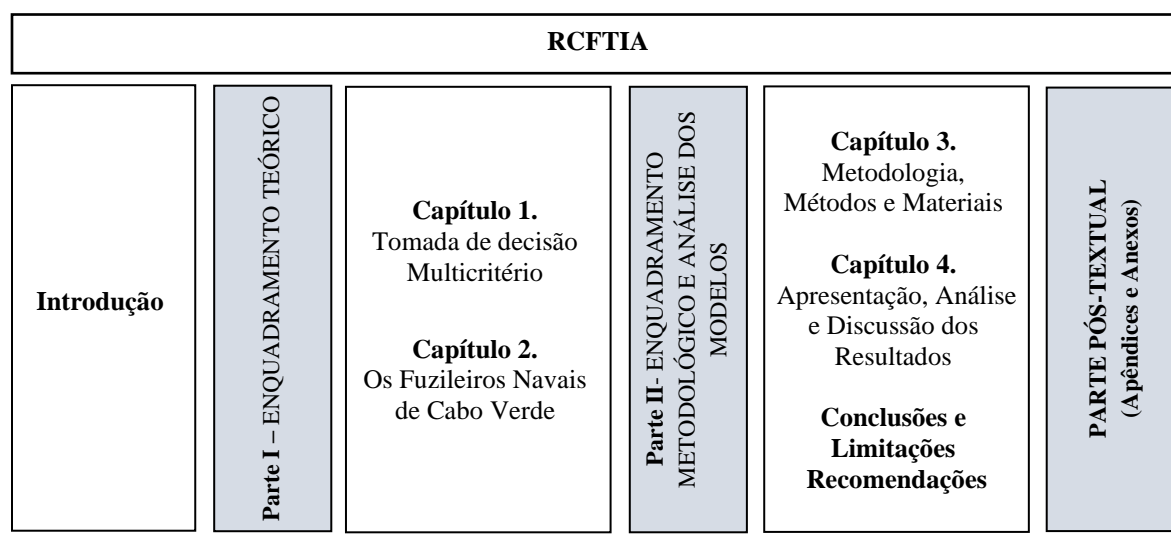 RCFTIA
Introdução
Parte I – ENQUADRAMENTO TEÓRICO
Capítulo 1.
Tomada de decisão
Multicritério
Capítulo 2.
Os Fuzileiros Navais
de Cabo Verde
Parte II- ENQUADRAMENTO
METODOLÓGICO E ANÁLISE DOS
MODELOS
Capítulo 3.
Metodologia,
Métodos e Materiais
Capítulo 4.
Apresentação, Análise
e Discussão dos
Resultados
Conclusões e
Limitações
Recomendações
PARTE PÓS-TEXTUAL
(Apêndices e Anexos)